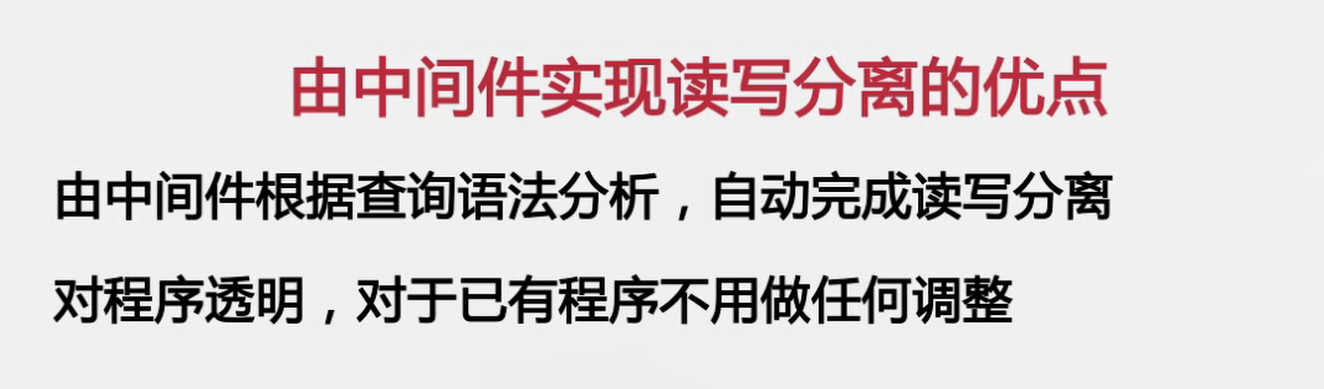 由中间件实现读写分离的优点
由中间件根据查询语法分析，自动完成读写分离
对程序透明，对于已有程序不用做任何调整